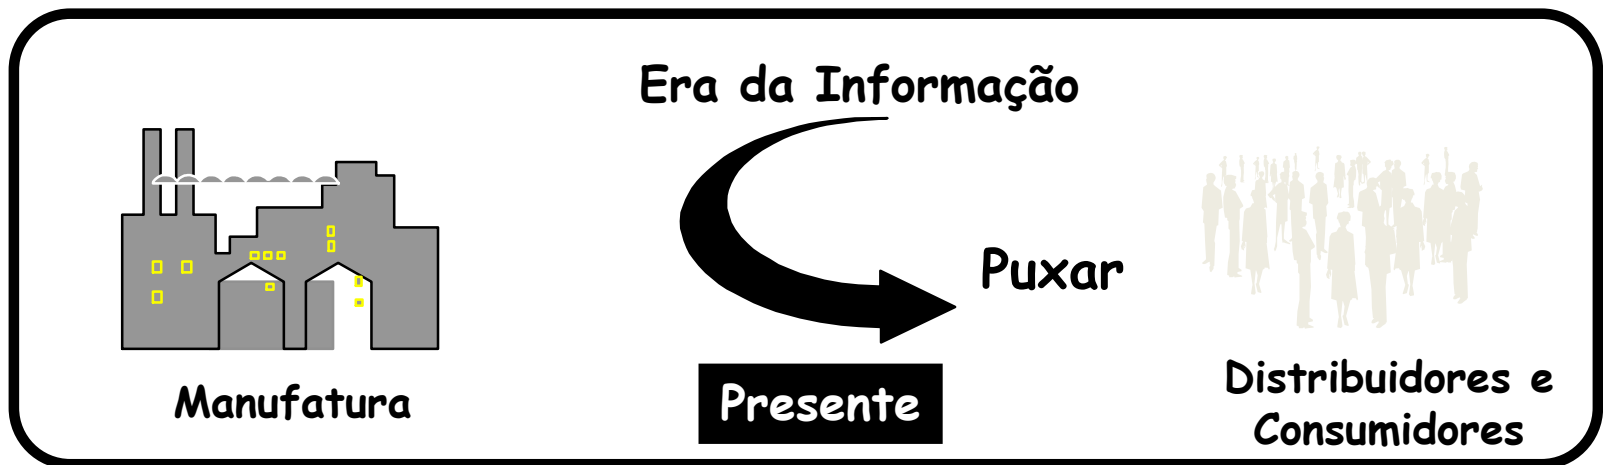 Era da Informação
Puxar
Manufatura
Presente
Distribuidores e
Consumidores